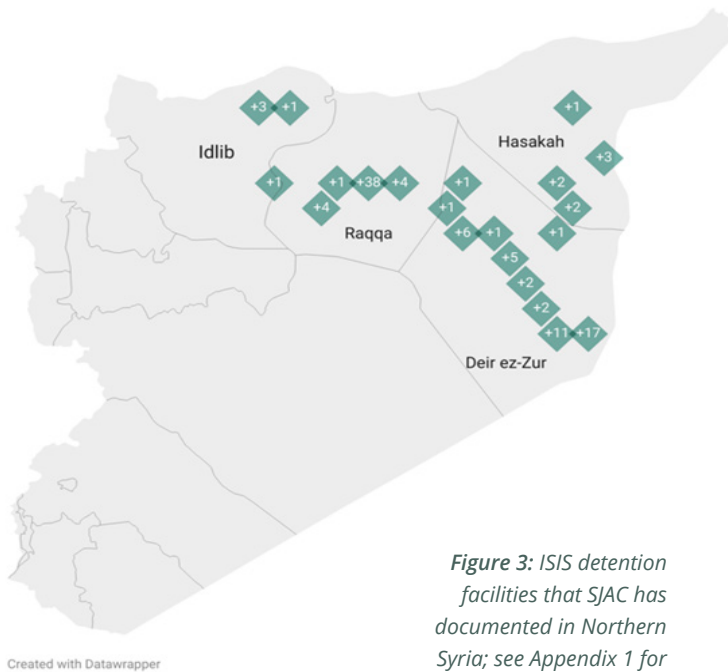 +3 +1
+1
Hasakah
Idlib
+3
+1 +1 +38 +4 +1 +2
+4 +1 +2
Raqqa +6 +1 +1
+5
+2
+2
+11 +17
Deir ez-Zur
Figure 3: ISIS detention
facilities that SJAC has
documented in Northern
Syria; see Appendix 1 for
Created with Datawrapper